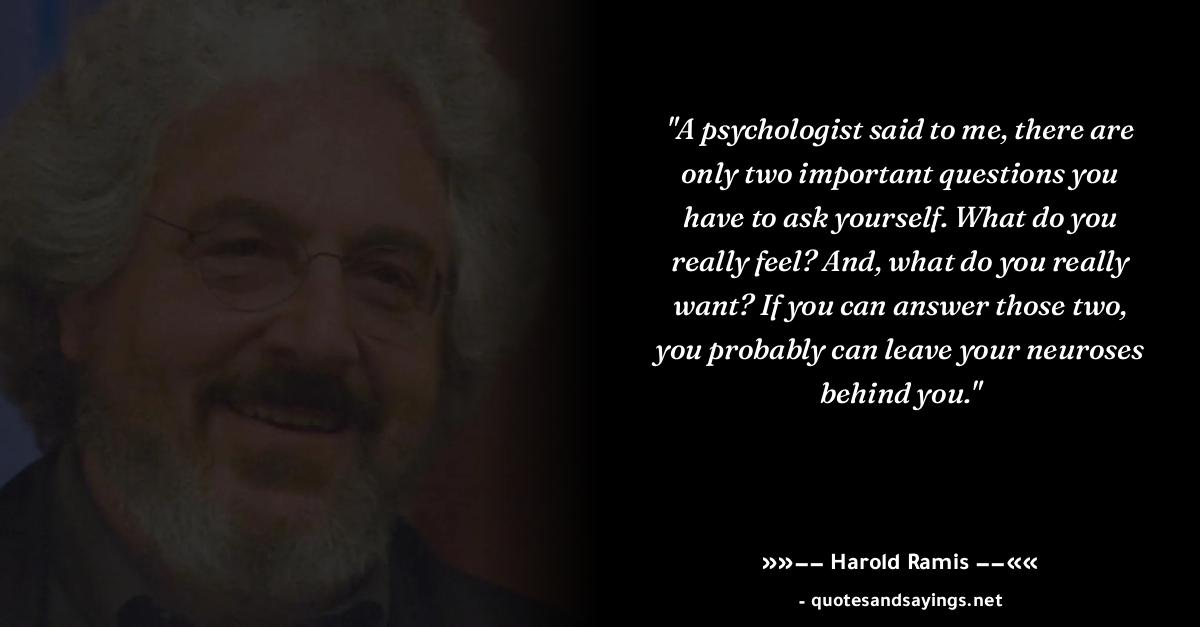 "A psychologist said to me, there are
only two important questions you
have to ask yourself. What do you
really feel? And, what do you really
want? If you can answer those two,
you probably can leave your neuroses
behind you."
»»−− Harold Ramis −−««
- quotesandsayings.net